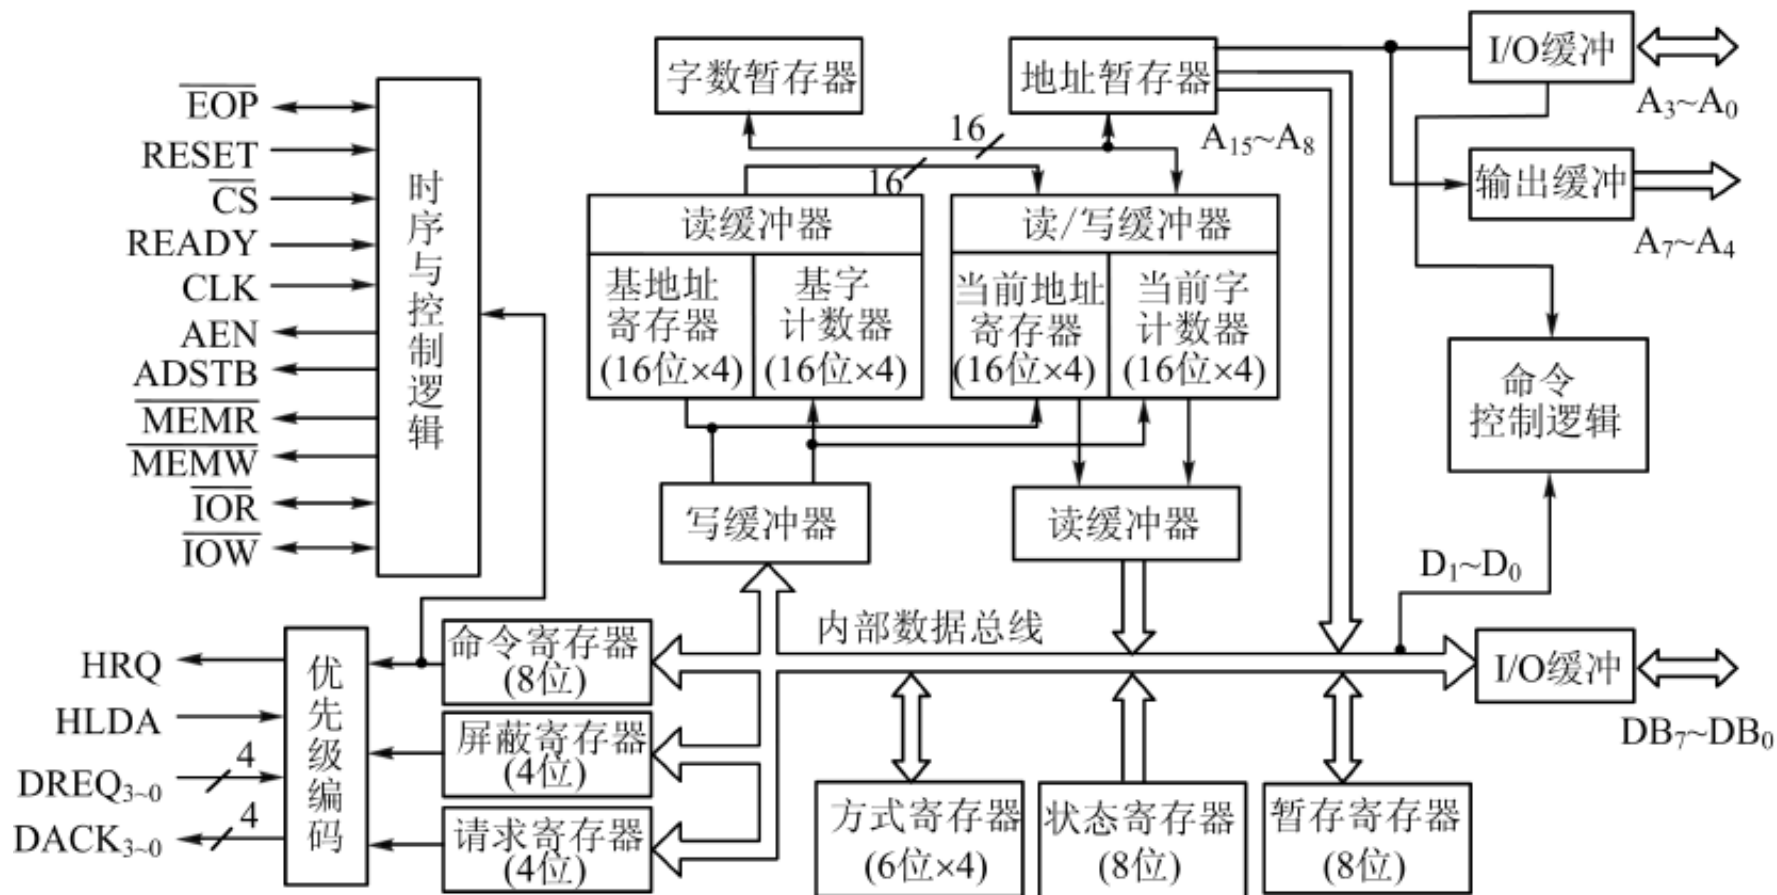 EOP
RESET
CS
READY
CLK
AEN
ADSTB
MEMR
MEMW
IOR
IOW
时序与控制逻辑
HRQ
HLDA
DREQ3~0
4
DACK3~0
4
优先级编码
字数暂存器
地址暂存器
16
16
A15~A8
读缓冲器
基地址
寄存器
(16位×4)
基字
计数器
(16位×4)
读/写缓冲器
当前地址
寄存器
(16位×4)
当前字
计数器
(16位×4)
写缓冲器
读缓冲器
I/O缓冲
A3~A0
输出缓冲
A7~A4
命令
控制逻辑
D1~D0
内部数据总线
命令寄存器
(8位)
屏蔽寄存器
(4位)
请求寄存器
(4位)
方式寄存器
(6位×4)
状态寄存器
(8位)
暂存寄存器
(8位)
I/O缓冲
DB7~DB0